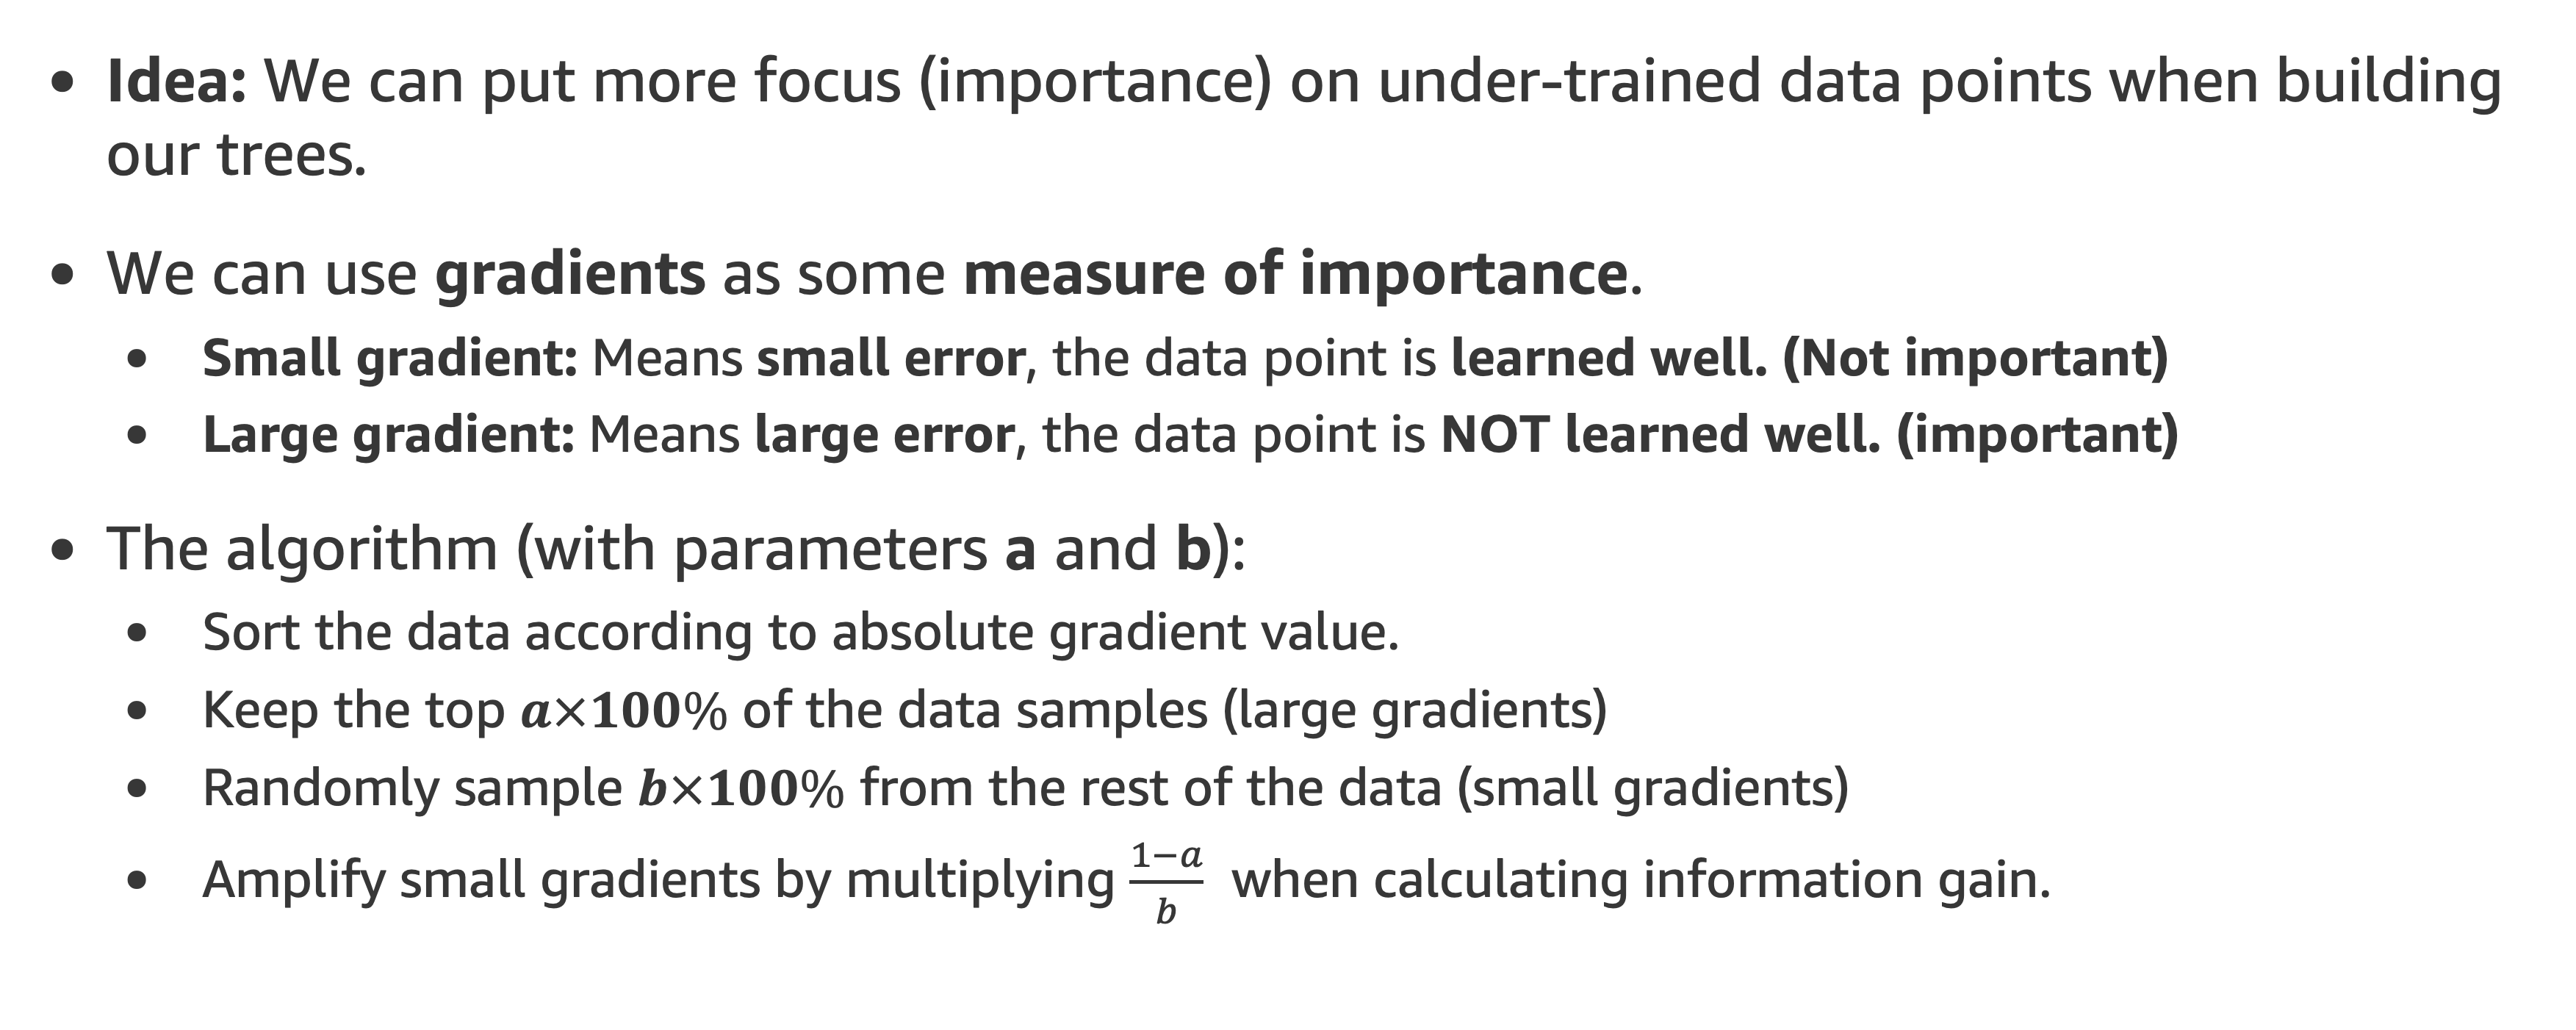 • Idea: We can put more focus (importance) on under-trained data points when building
our trees.
• We can use gradients as some measure of importance.
• Small gradient: Means small error, the data point is learned well. (Not important)
• Large gradient: Means large error, the data point is NOT learned well. (important)
• The algorithm (with parameters a and b):
• Sort the data according to absolute gradient value.
• Keep the top a×100% of the data samples (large gradients)
• Randomly sample b×100% from the rest of the data (small gradients)
• Amplify small gradients by multiplying (1−a)/b when calculating information gain.